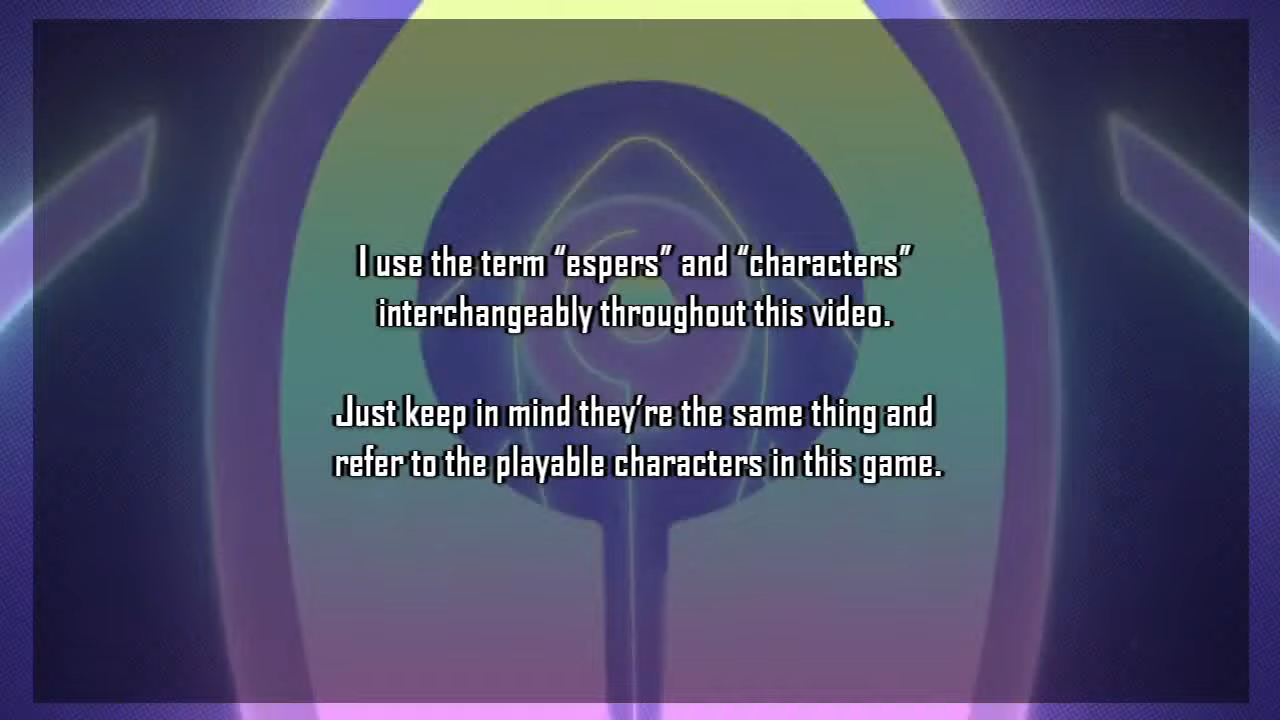 I use the term “espers” and “characters”
interchangeably throughout this video.
Just keep in mind they’re the same thing and
refer to the playable characters in this game.